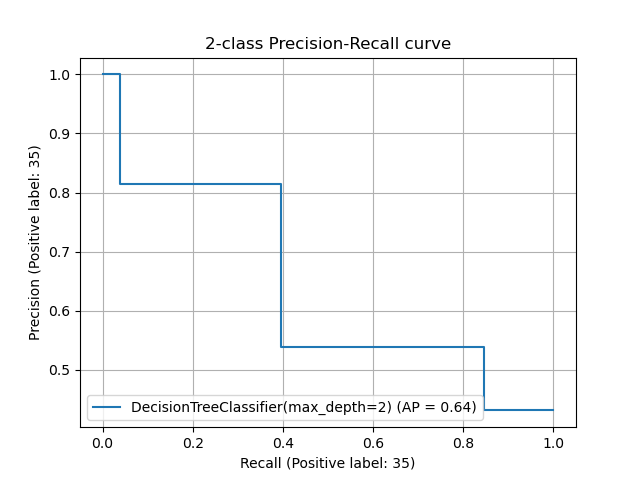 2-class Precision-Recall curve
Precision (Positive label: 35)
1.0
0.9
0.8
0.7
0.6
0.5
DecisionTreeClassifier(max_depth=2) (AP = 0.64)
0.0 0.2 0.4 0.6 0.8 1.0
Recall (Positive label: 35)